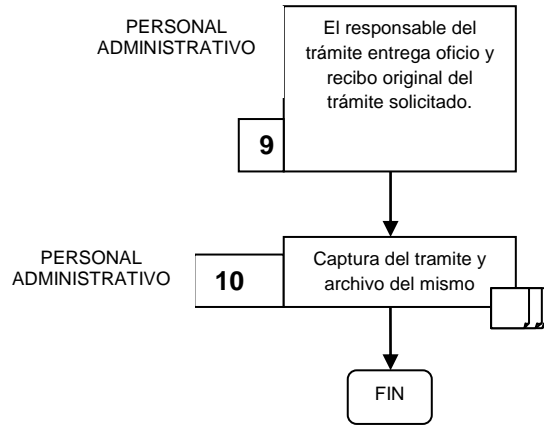 PERSONAL
ADMINISTRATIVO
El responsable del
trámite entrega oficio y
recibo original del
trámite solicitado.
9
PERSONAL
ADMINISTRATIVO
10
Captura del tramite y
archivo del mismo
FIN